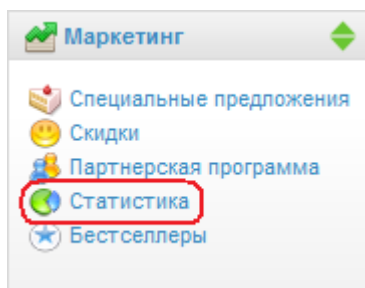 Маркетинг
Специальные предложения
Скидки
Партнерская программа
Статистика
Бестселлеры